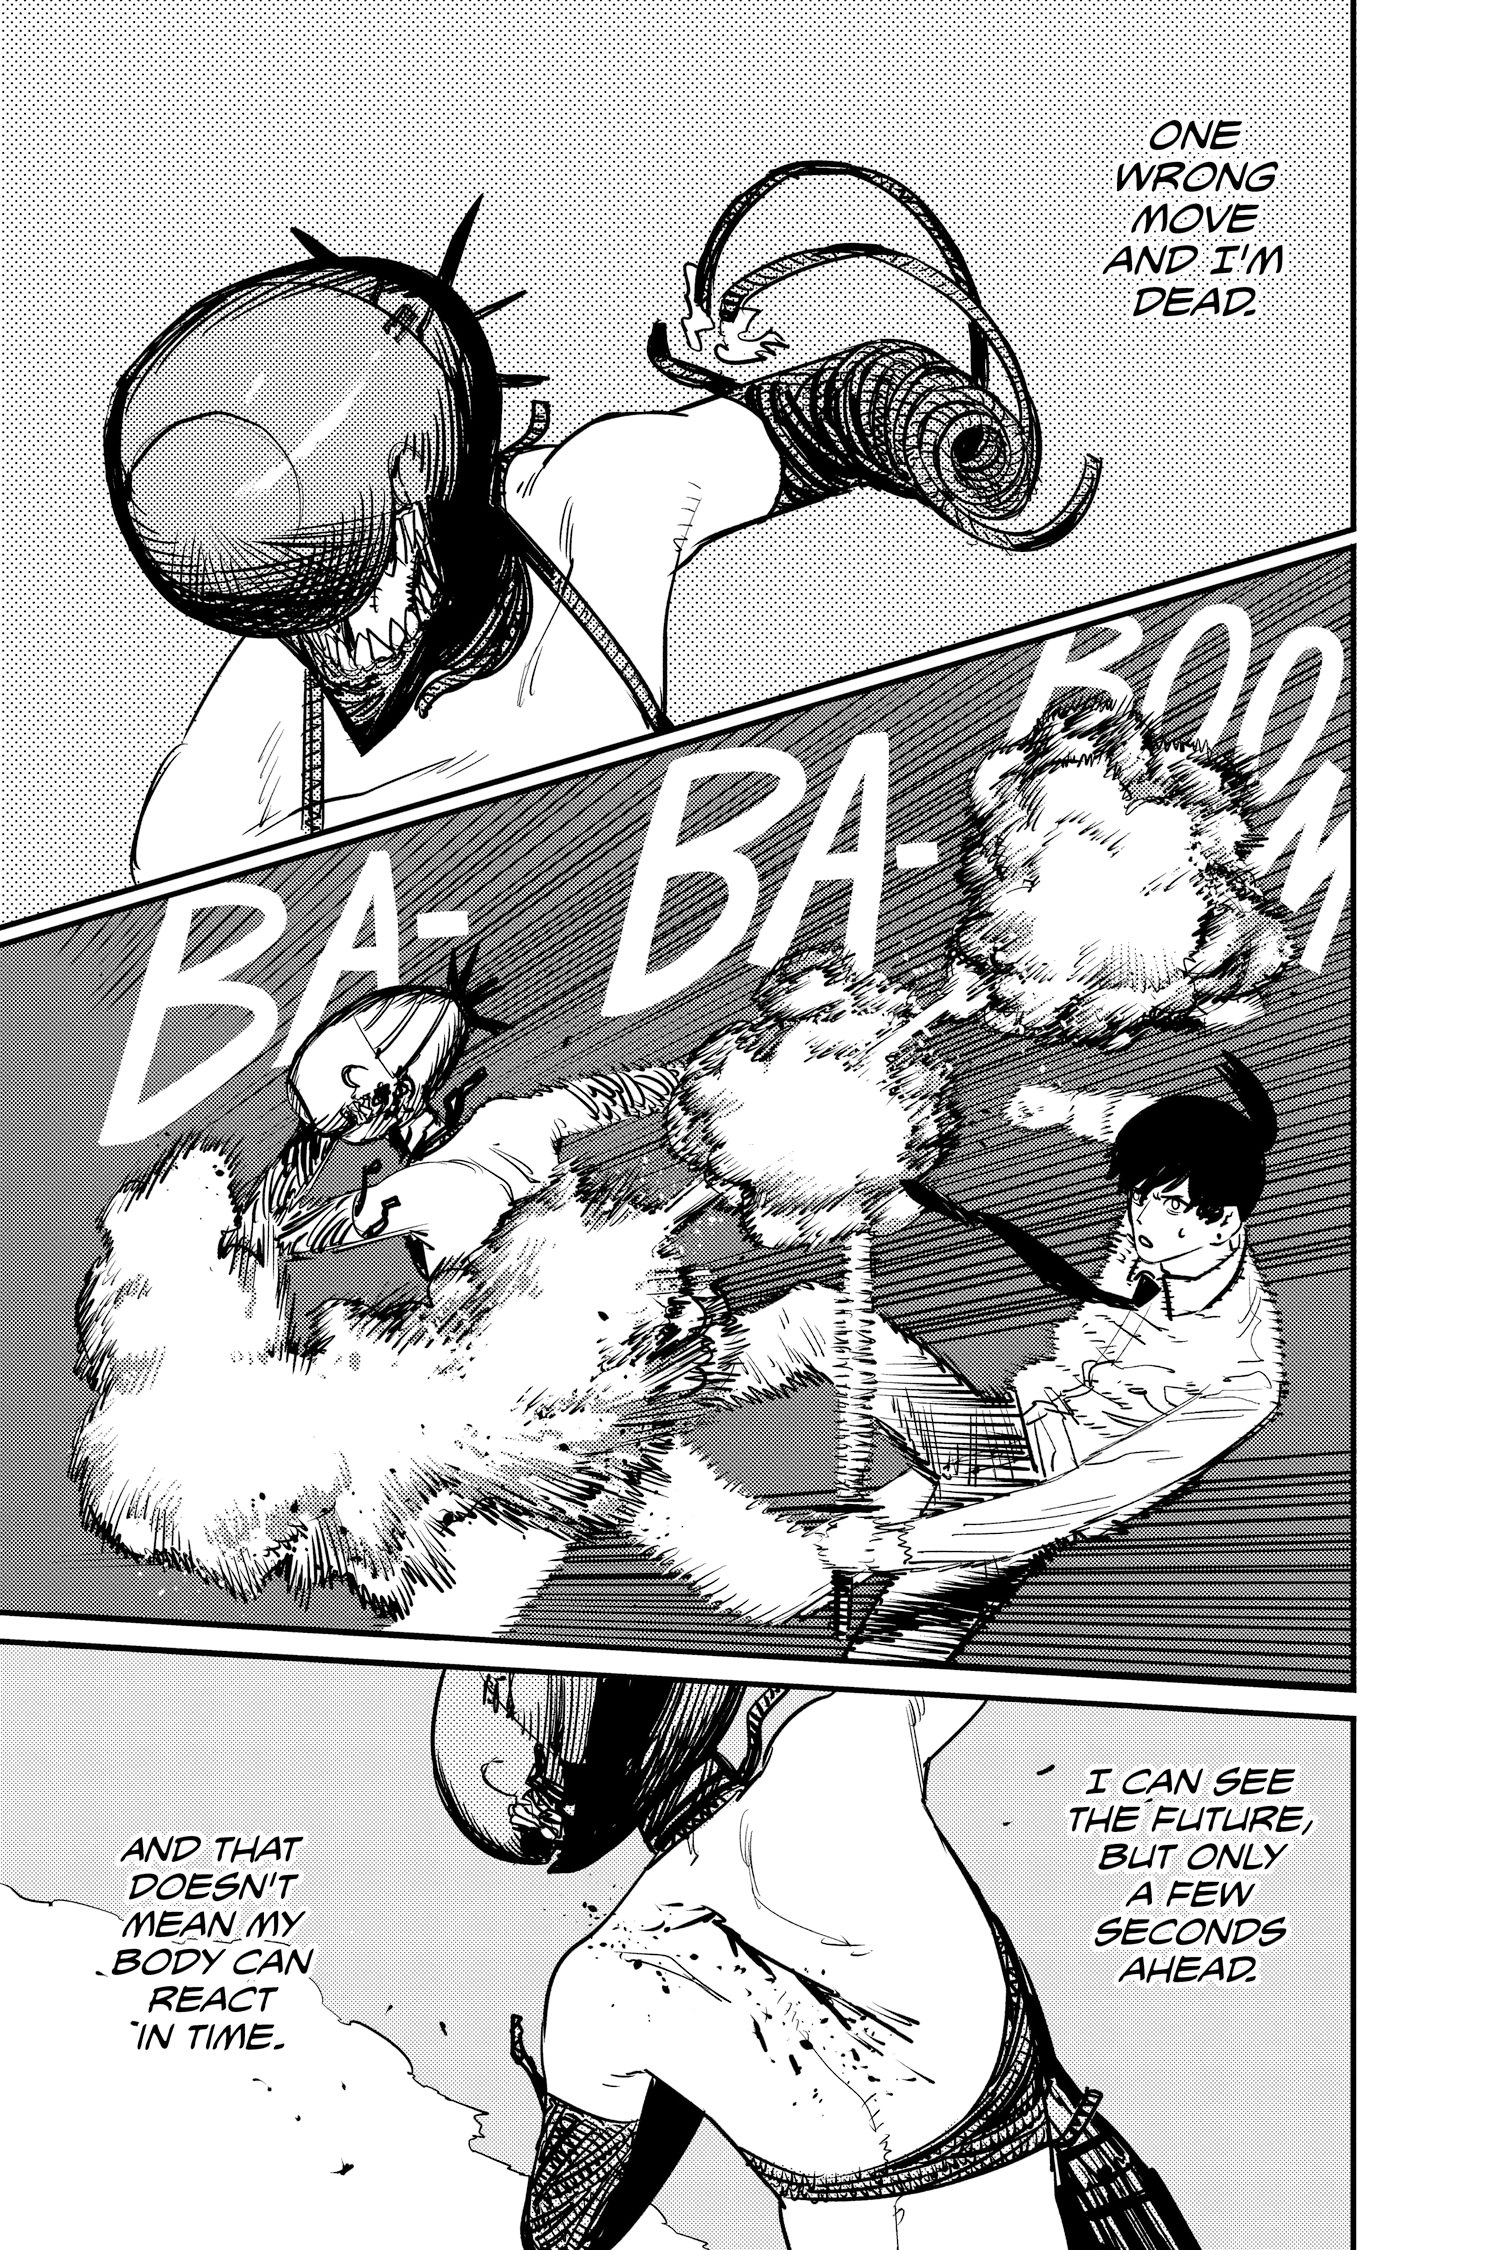 ONE
WRONG
MOVE
AND I'M
DEAD.
BA-
BA-
BOOM
I CAN SEE
THE FUTURE,
BUT ONLY
A FEW
SECONDS
AHEAD.
AND THAT
DOESN'T
MEAN MY
BODY CAN
REACT
IN TIME.